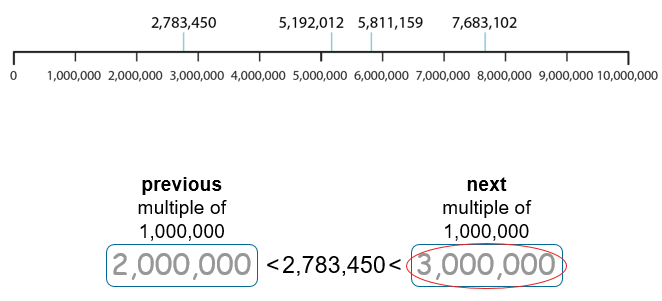 2,783,450 5,192,012 5,811,159 7,683,102
0 1,000,000 2,000,000 3,000,000 4,000,000 5,000,000 6,000,000 7,000,000 8,000,000 9,000,000 10,000,000
previous next
multiple of multiple of
1,000,000 1,000,000
2,000,000 < 2,783,450 < 3,000,000